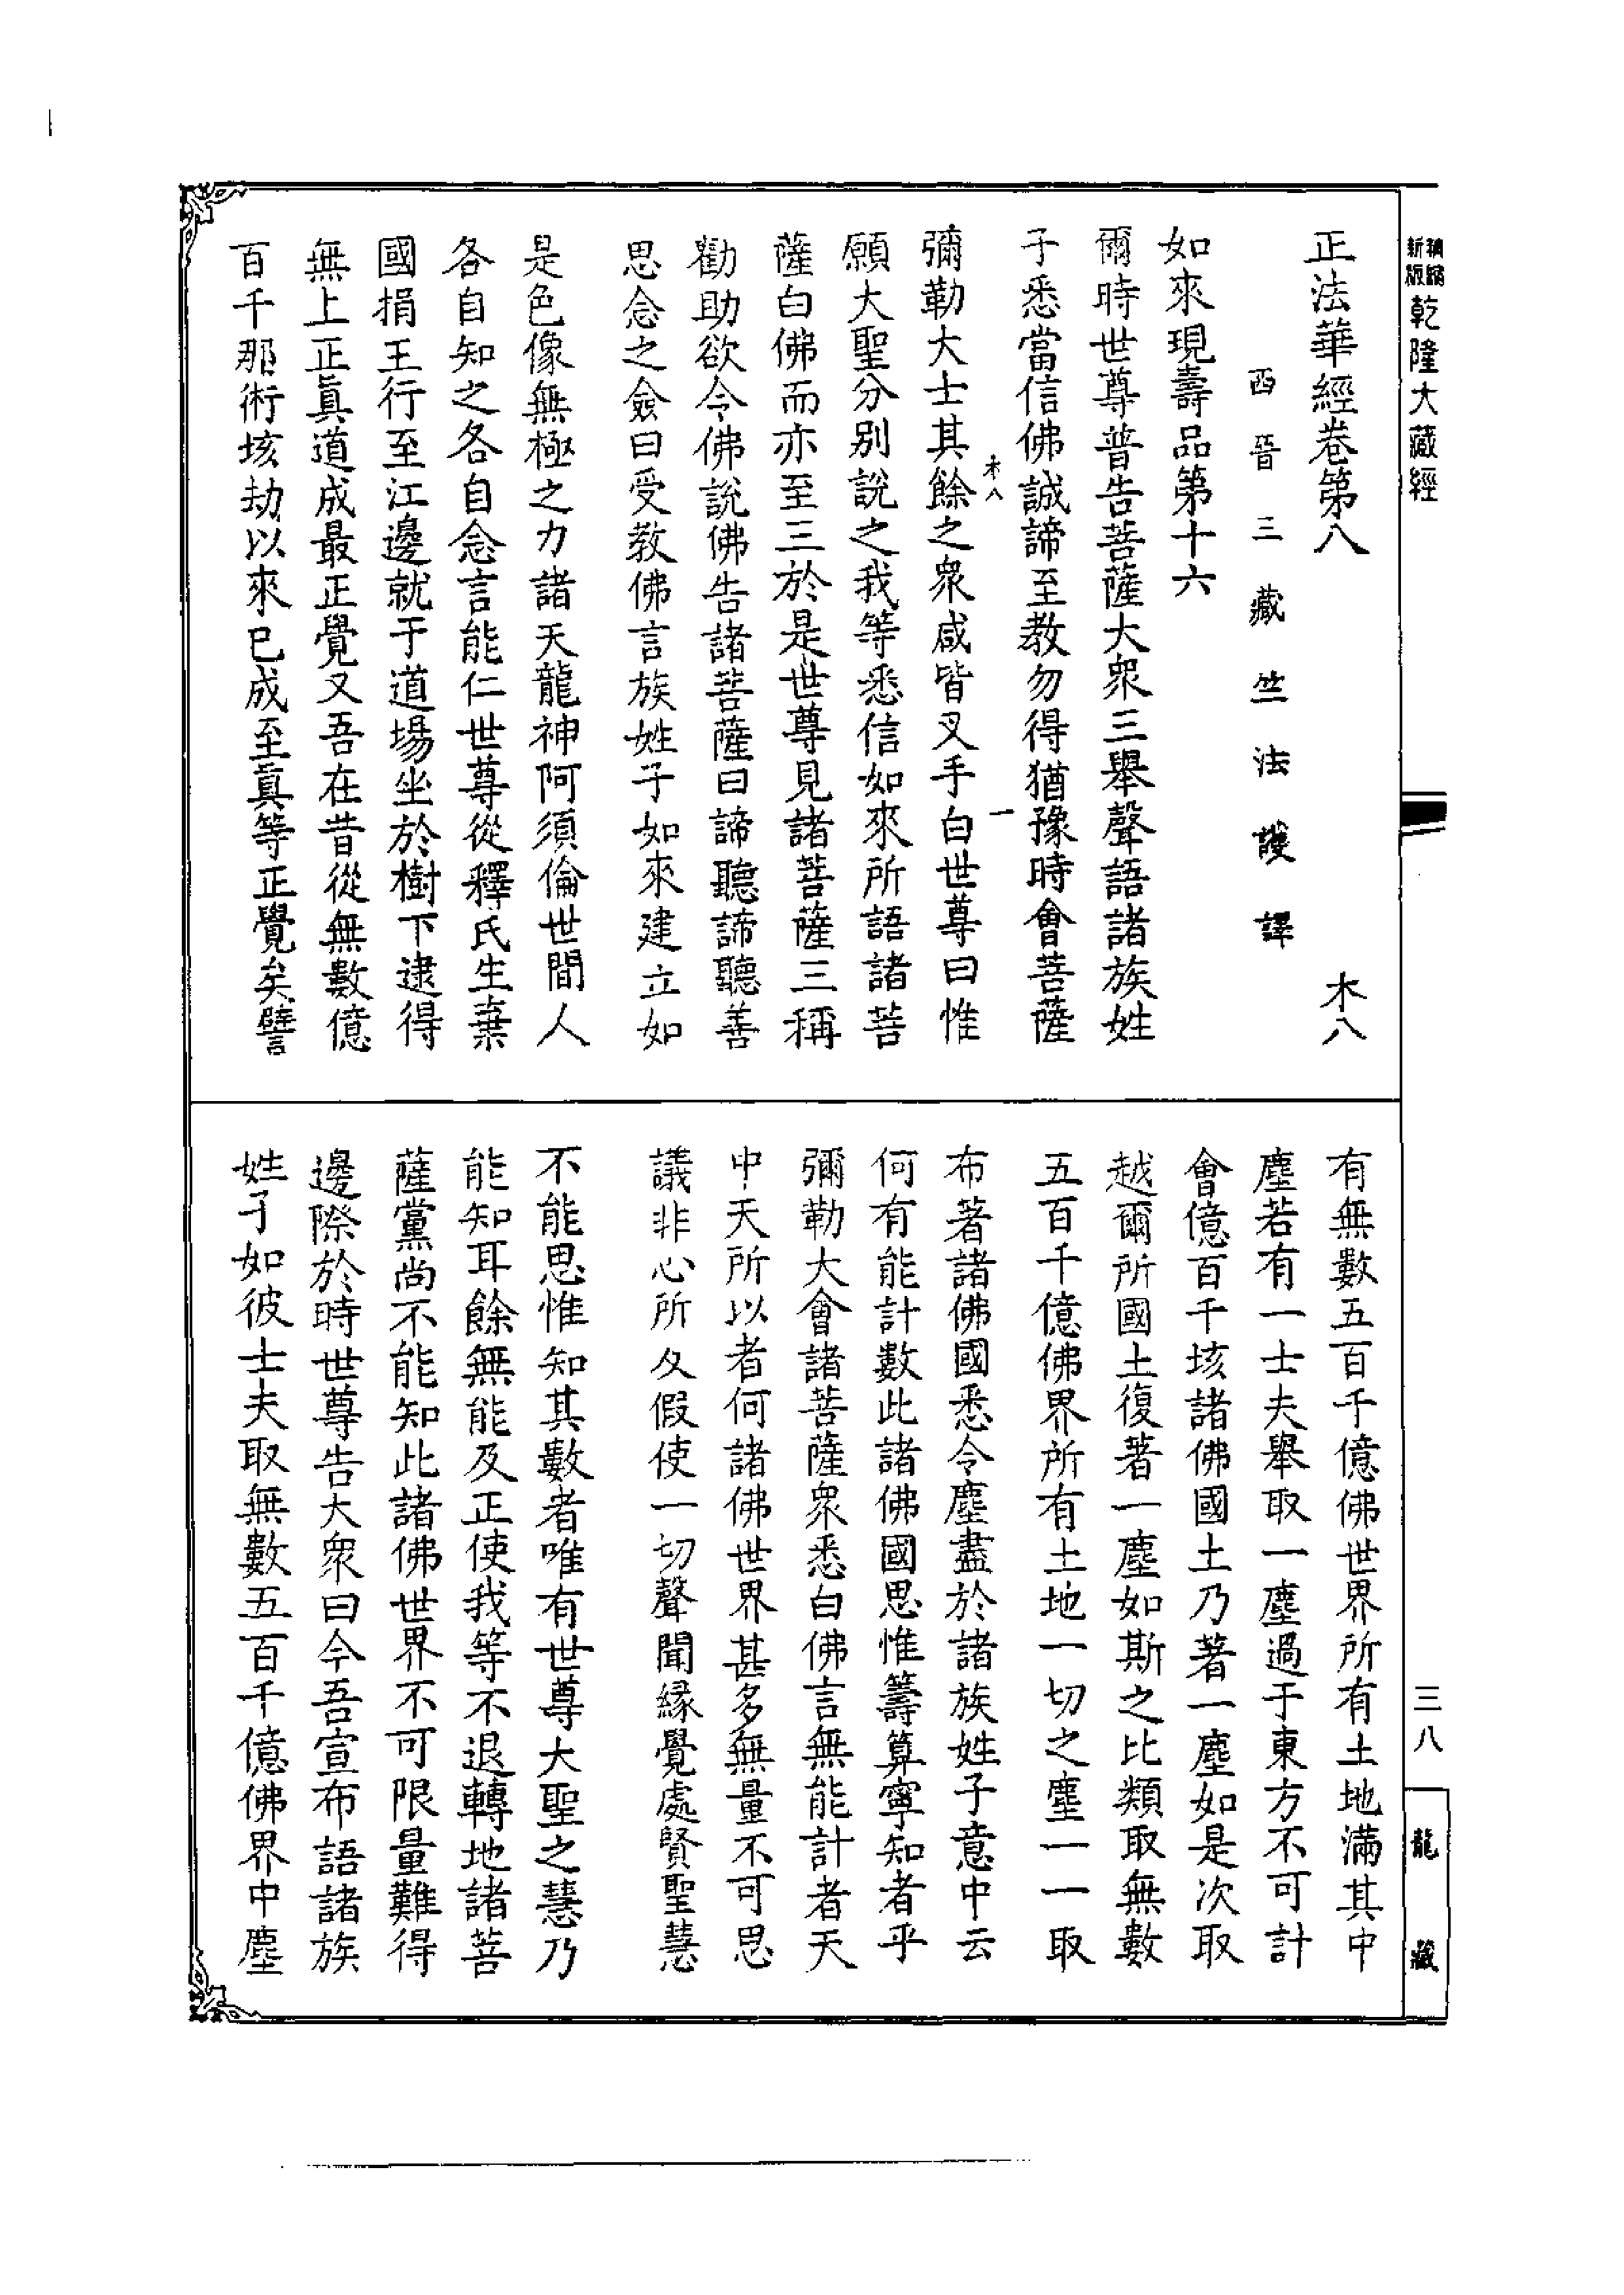 新編縮版乾隆大藏經
正法華經卷第八
木八
西晉三藏竺法護譯
如來現壽品第十六
爾時世尊普告菩薩大眾三舉聲語諸族姓
子悉當信佛誠諦至教勿得猶豫時會菩薩
木八
一
彌勒大士其餘之眾咸皆叉手白世尊曰惟
願大聖分別說之我等悉信如來所語諸菩
薩白佛而亦至三於是世尊見諸菩薩三稱
勸助欲令佛說佛告諸菩薩曰諦聽諦聽善
思念之僉曰受教佛言族姓子如來建立如
是色像無極之力諸天龍神阿須倫世間人
各自知之各自念言能仁世尊從釋氏生棄
國捐王行至江邊就于道場坐於樹下逮得
無上正真道成最正覺又吾在昔從無數億
百千那術垓劫以來已成至真等正覺矣譬
有無數五百千億佛世界所有土地滿其中
塵若有一士夫舉取一塵過于東方不可計
會億百千垓諸佛國土乃著一塵如是次取
越爾所國土復著一塵如斯之比類取無數
五百千億佛界所有土地一切之塵一一取
布著諸佛國悉令塵盡於諸族姓子意中云
何有能計數此諸佛國思惟籌算寧知者乎
彌勒大會諸菩薩眾悉白佛言無能計者天
中天所以者何諸佛世界甚多無量不可思
議非心所及假使一切聲聞緣覺處賢聖慧
不能思惟知其數者唯有世尊大聖之慧乃
能知耳餘無能及正使我等不退轉地諸菩
薩黨尚不能知此諸佛世界不可限量難得
邊際於時世尊告大眾曰今吾宣布語諸族
姓子如彼士夫取無數五百千億佛界中塵
三八
龍藏